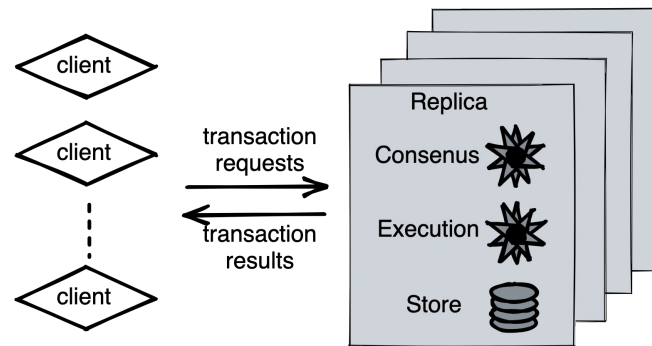 client
client
client
transaction
requests
transaction
results
Replica
Consenus
Execution
Store